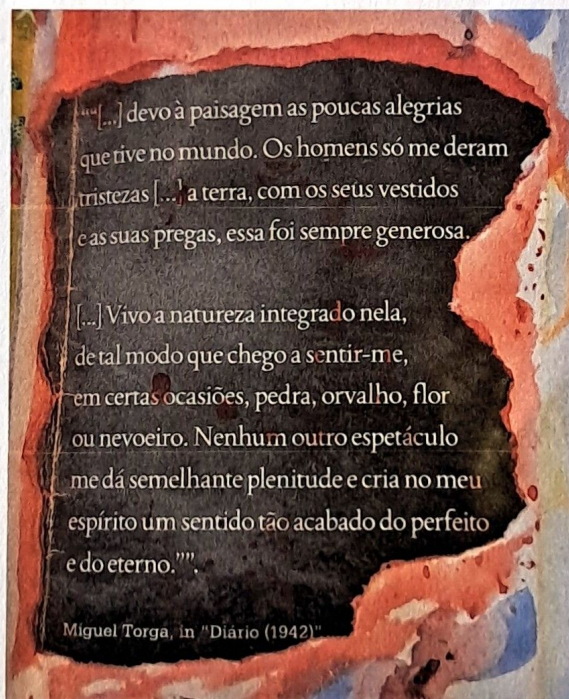 ""[...] devo à paisagem as poucas alegrias
que tive no mundo. Os homens só me deram
tristezas [...] a terra, com os seus vestidos
e as suas pregas, essa foi sempre generosa.
[...] Vivo a natureza integrado nela,
de tal modo que chego a sentir-me,
em certas ocasiões, pedra, orvalho, flor
ou nevoeiro. Nenhum outro espetáculo
me dá semelhante plenitude e cria no meu
espírito um sentido tão acabado do perfeito
e do eterno."".
Miguel Torga, in "Diário (1942)"